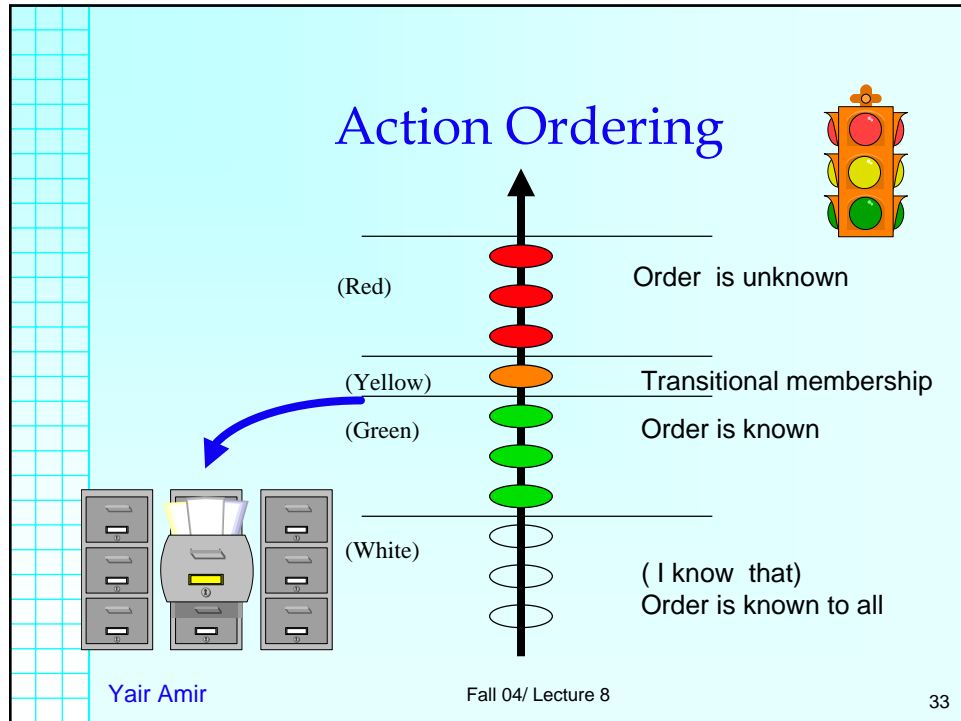 Action Ordering
(Red)
Order is unknown
(Yellow)
Transitional membership
(Green)
Order is known
(White)
( I know that)
Order is known to all
Yair Amir
Fall 04/ Lecture 8
33